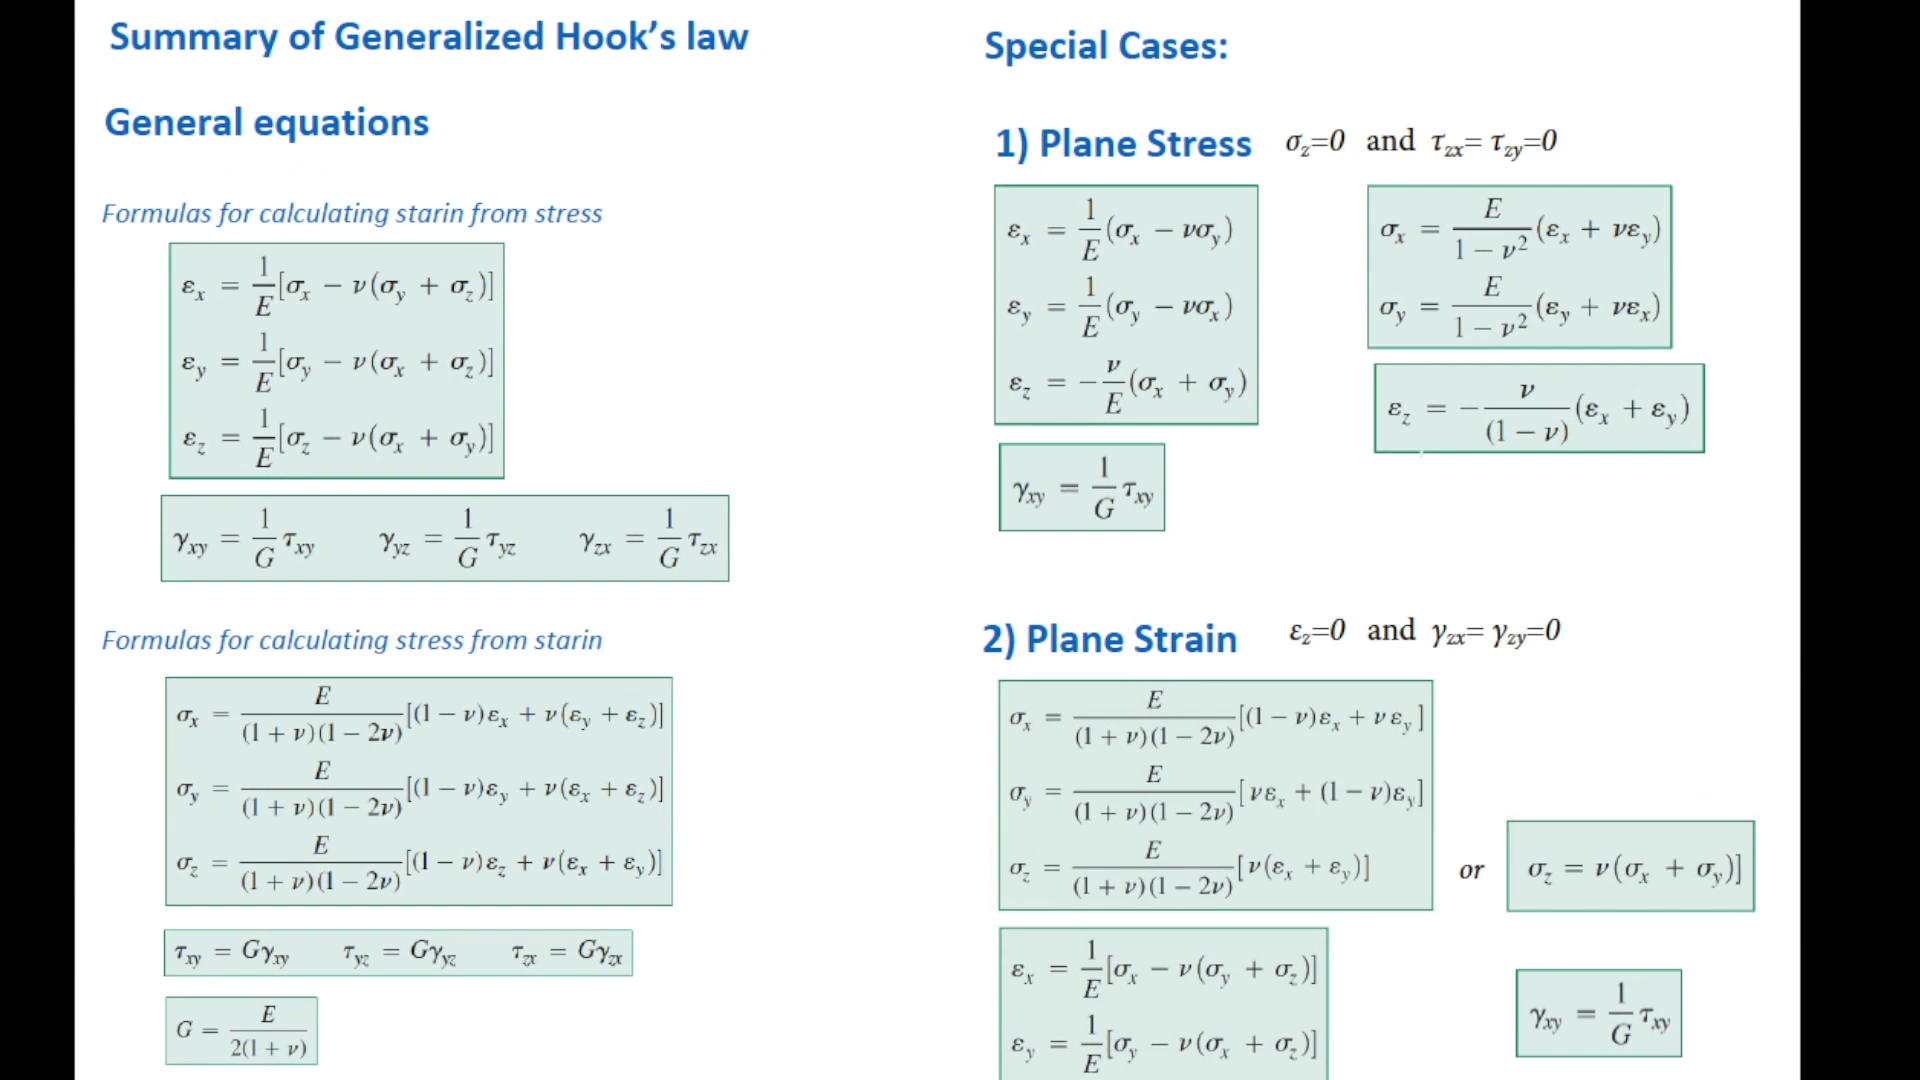 Summary of Generalized Hook's law
General equations
Formulas for calculating starin from stress
εx = 1/E [σx − ν(σy + σz)]
εy = 1/E [σy − ν(σx + σz)]
εz = 1/E [σz − ν(σx + σy)]
γxy = 1/G τxy   γyz = 1/G τyz   γzx = 1/G τzx
Formulas for calculating stress from starin
σx = E/((1 + ν)(1 − 2ν)) [(1 − ν)εx + ν(εy + εz)]
σy = E/((1 + ν)(1 − 2ν)) [(1 − ν)εy + ν(εx + εz)]
σz = E/((1 + ν)(1 − 2ν)) [(1 − ν)εz + ν(εx + εy)]
τxy = Gγxy   τyz = Gγyz   τzx = Gγzx
G = E/(2(1 + ν))
Special Cases:
1) Plane Stress   σz=0 and τzx= τzy=0
εx = 1/E (σx − νσy)
εy = 1/E (σy − νσx)
εz = −ν/E (σx + σy)
γxy = 1/G τxy
σx = E/(1 − ν²) (εx + νεy)
σy = E/(1 − ν²) (εy + νεx)
εz = −ν/(1 − ν) (εx + εy)
2) Plane Strain   εz=0 and γzx= γzy=0
σx = E/((1 + ν)(1 − 2ν)) [(1 − ν)εx + νεy]
σy = E/((1 + ν)(1 − 2ν)) [νεx + (1 − ν)εy]
σz = E/((1 + ν)(1 − 2ν)) [ν(εx + εy)]   or   σz = ν(σx + σy)]
εx = 1/E [σx − ν(σy + σz)]
εy = 1/E [σy − ν(σx + σz)]
γxy = 1/G τxy